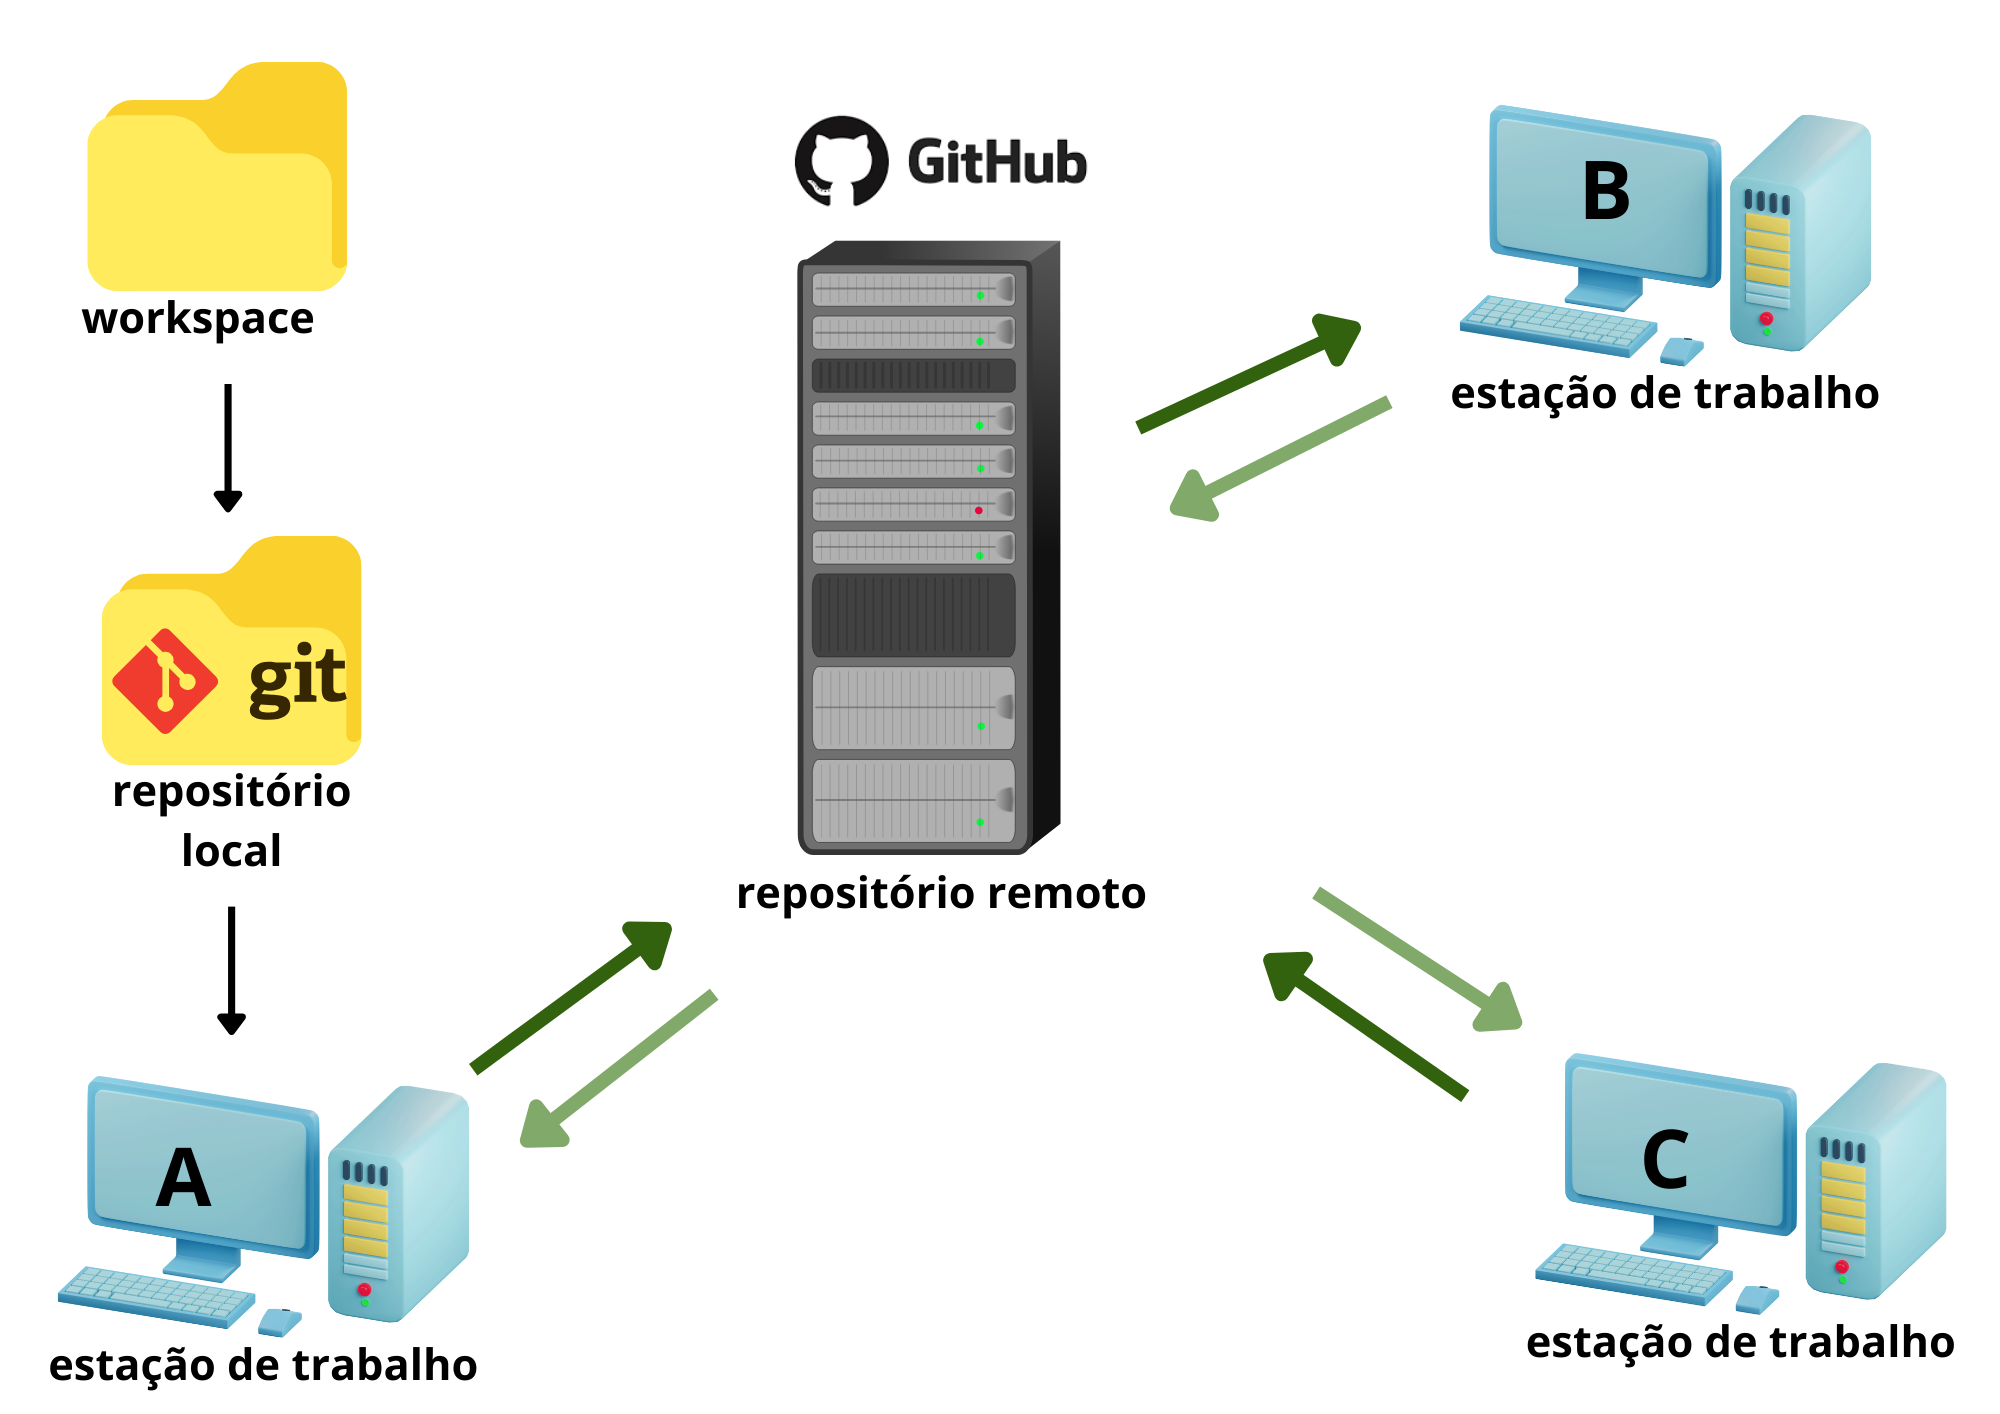 workspace
git
repositório
local
A
estação de trabalho
GitHub
repositório remoto
B
estação de trabalho
C
estação de trabalho